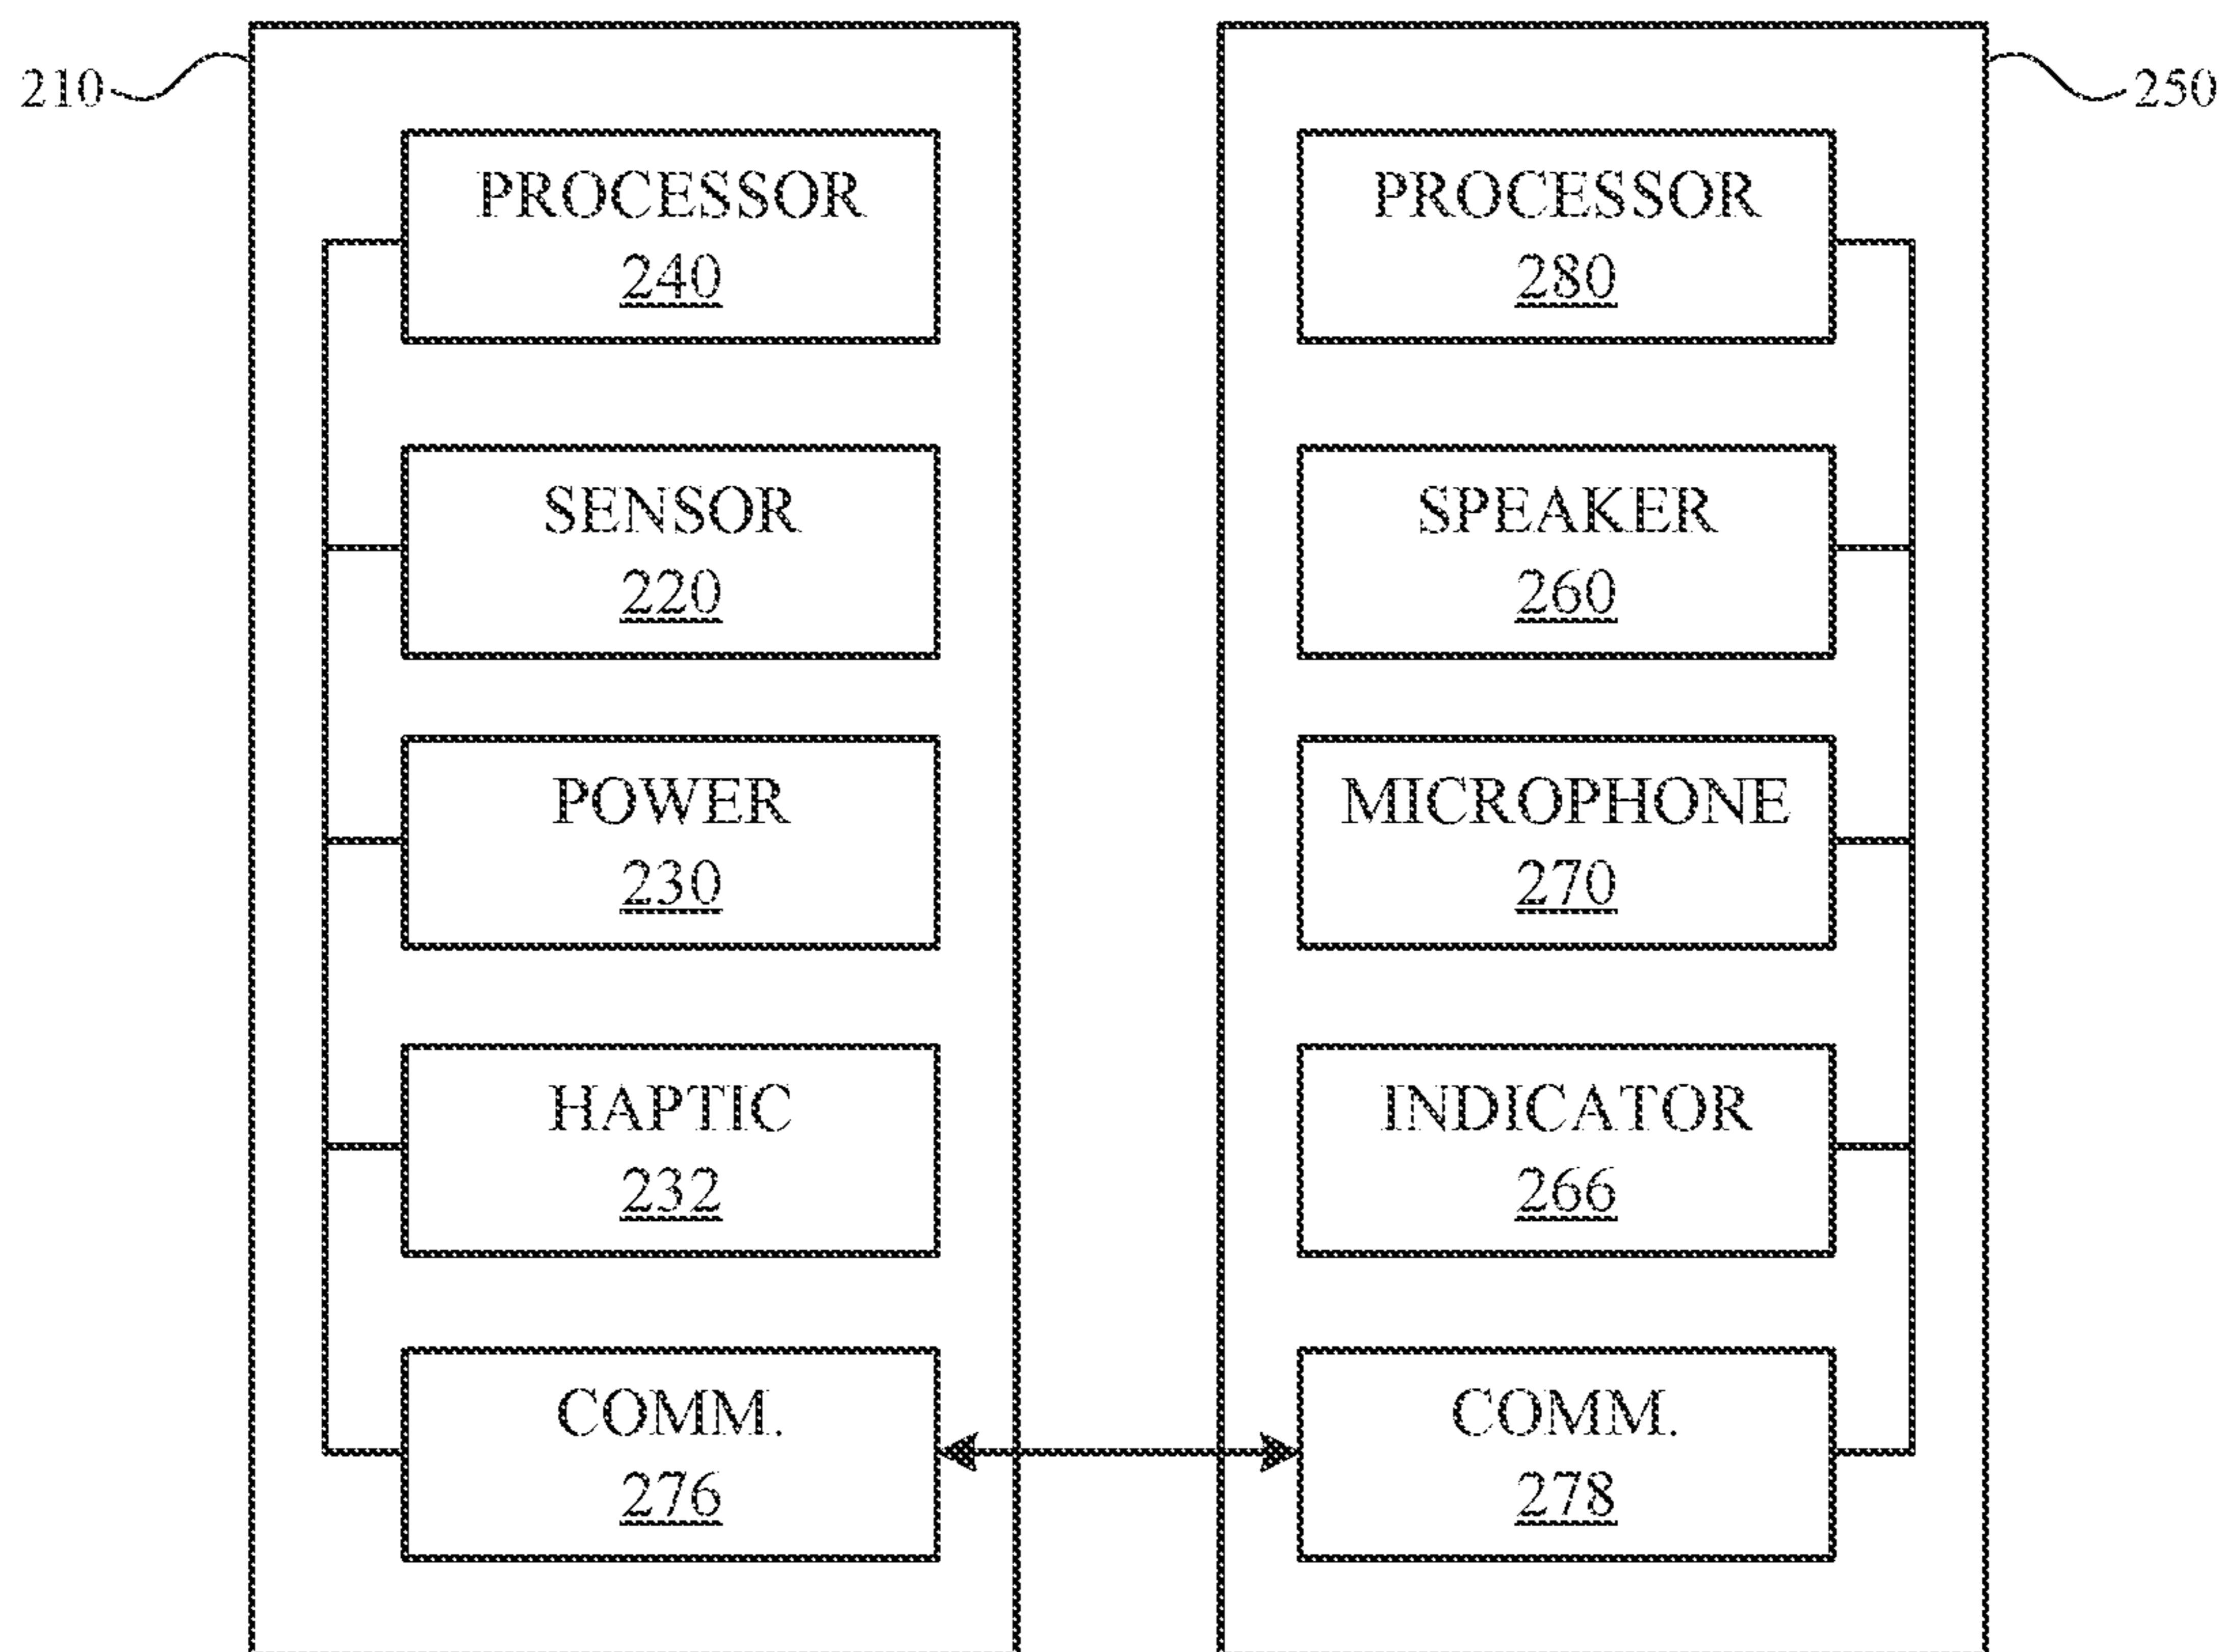 210
PROCESSOR
240
SENSOR
220
POWER
230
HAPTIC
232
COMM.
276
250
PROCESSOR
280
SPEAKER
260
MICROPHONE
270
INDICATOR
266
COMM.
278